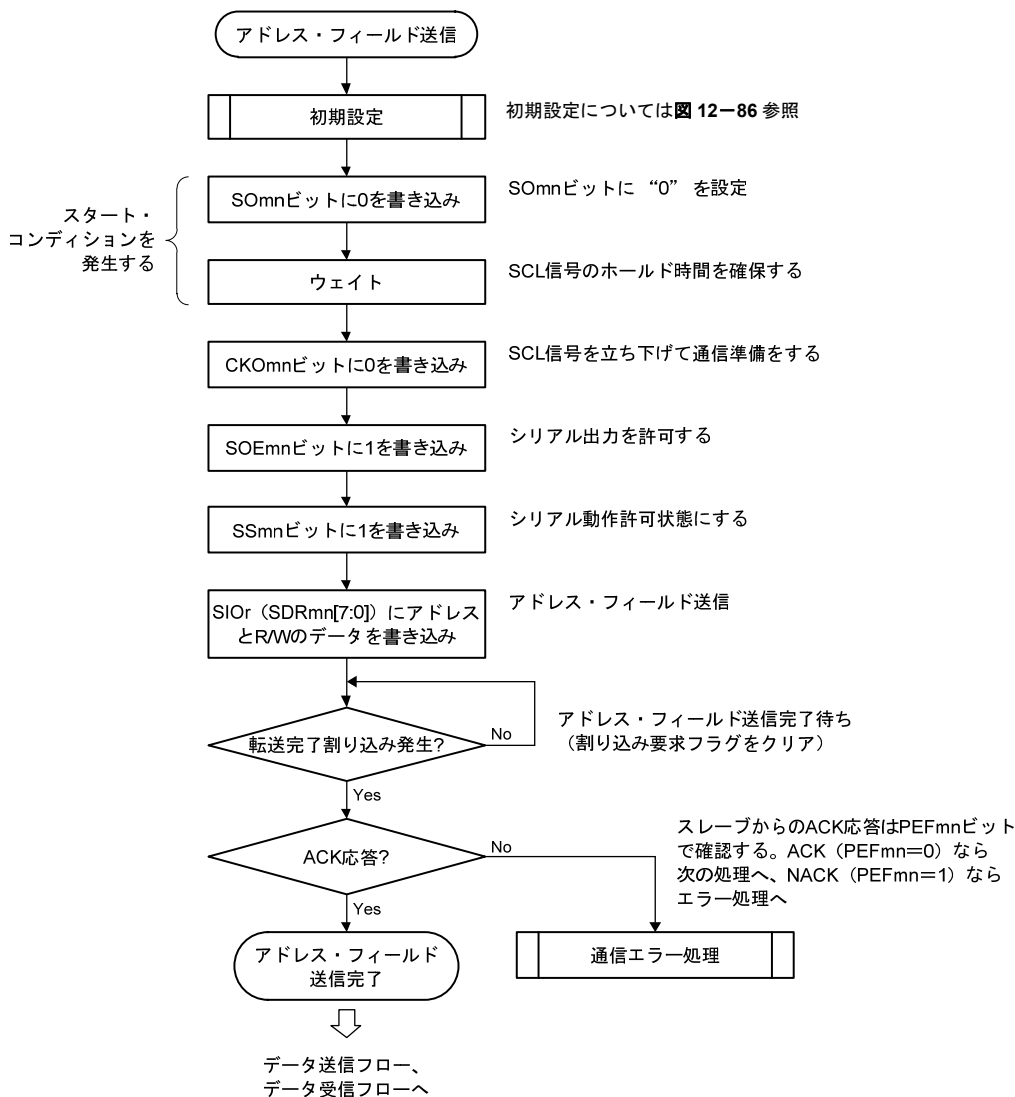 アドレス・フィールド送信
初期設定
初期設定については図 12－86 参照
スタート・
コンディションを
発生する
SOmnビットに0を書き込み
SOmnビットに “0” を設定
ウェイト
SCL信号のホールド時間を確保する
CKOmnビットに0を書き込み
SCL信号を立ち下げて通信準備をする
SOEmnビットに1を書き込み
シリアル出力を許可する
SSmnビットに1を書き込み
シリアル動作許可状態にする
SIOr（SDRmn[7:0]）にアドレス
とR/Wのデータを書き込み
アドレス・フィールド送信
転送完了割り込み発生?
No
アドレス・フィールド送信完了待ち
（割り込み要求フラグをクリア）
Yes
ACK応答?
No
スレーブからのACK応答はPEFmnビット
で確認する。ACK（PEFmn＝0）なら
次の処理へ、NACK（PEFmn＝1）なら
エラー処理へ
Yes
アドレス・フィールド
送信完了
通信エラー処理
データ送信フロー、
データ受信フローへ